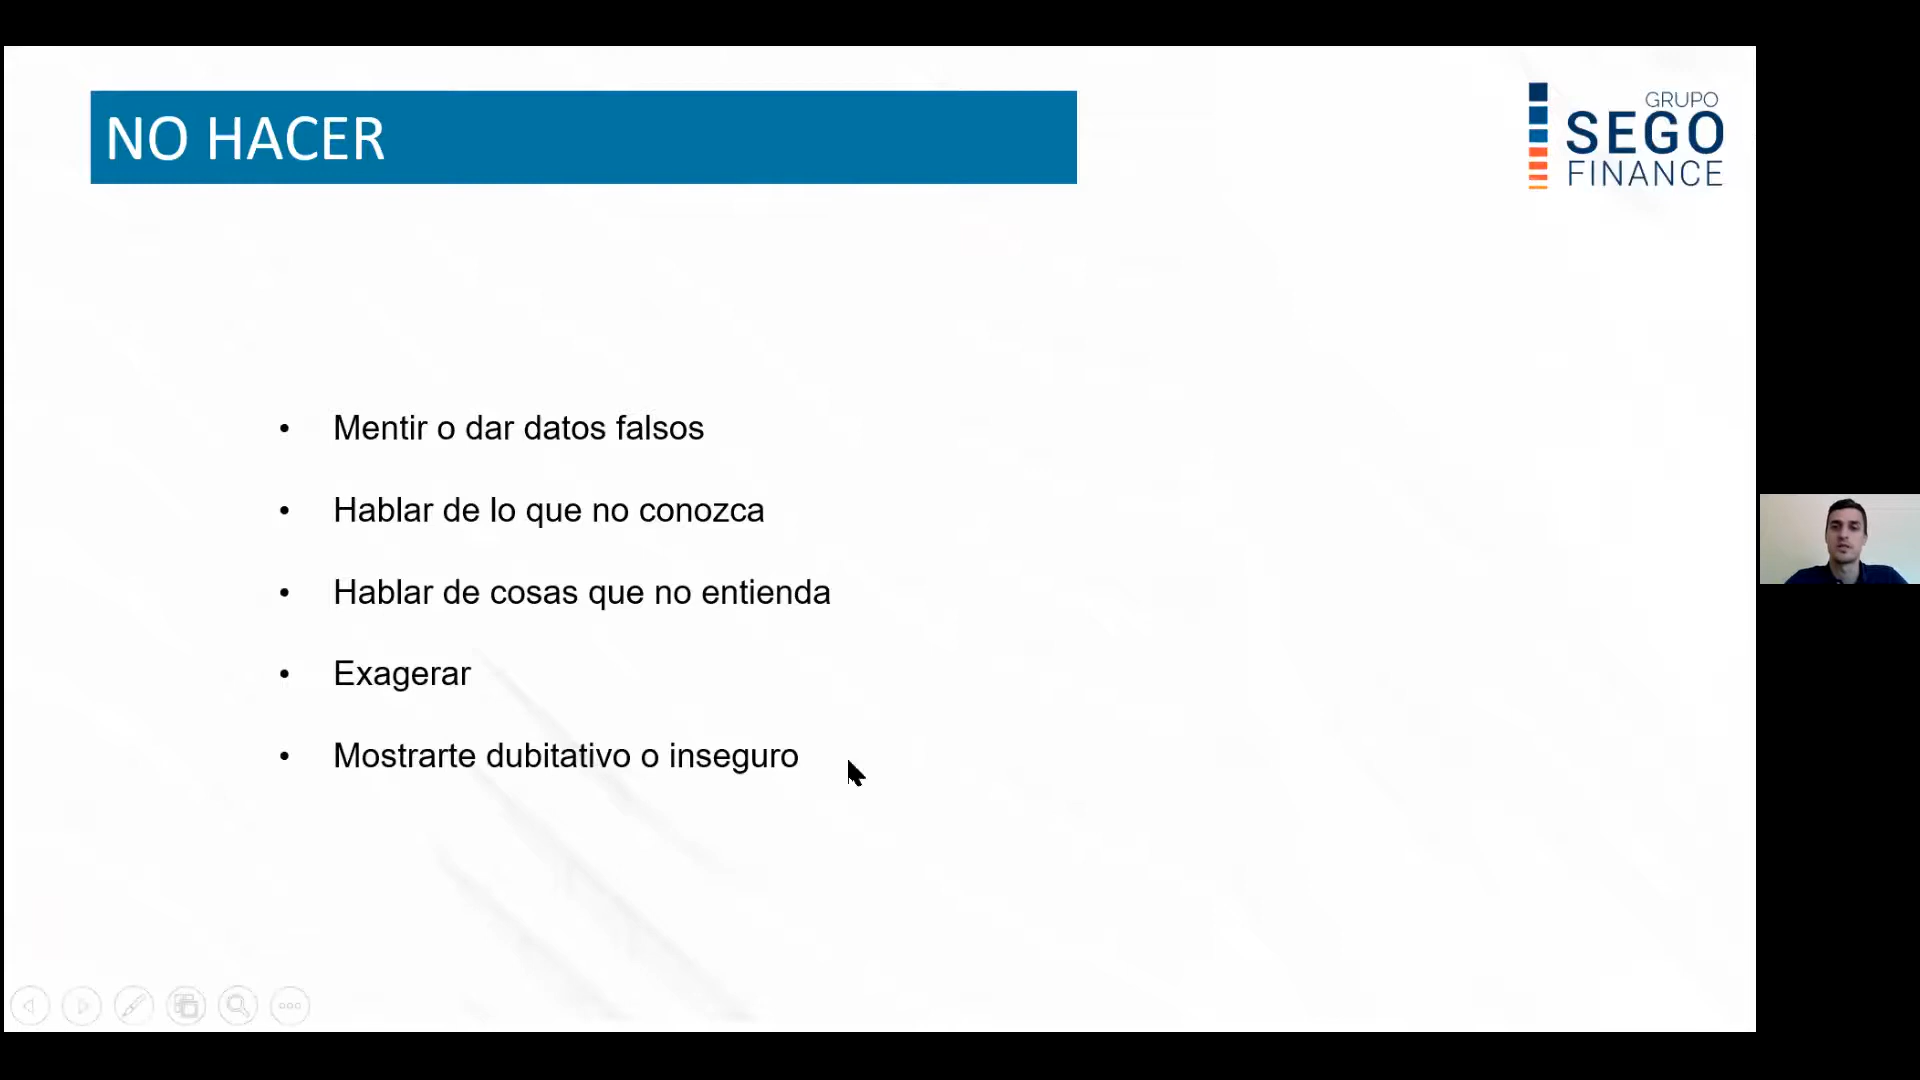 NO HACER
GRUPO
SEGO
FINANCE
• Mentir o dar datos falsos
• Hablar de lo que no conozca
• Hablar de cosas que no entienda
• Exagerar
• Mostrarte dubitativo o inseguro